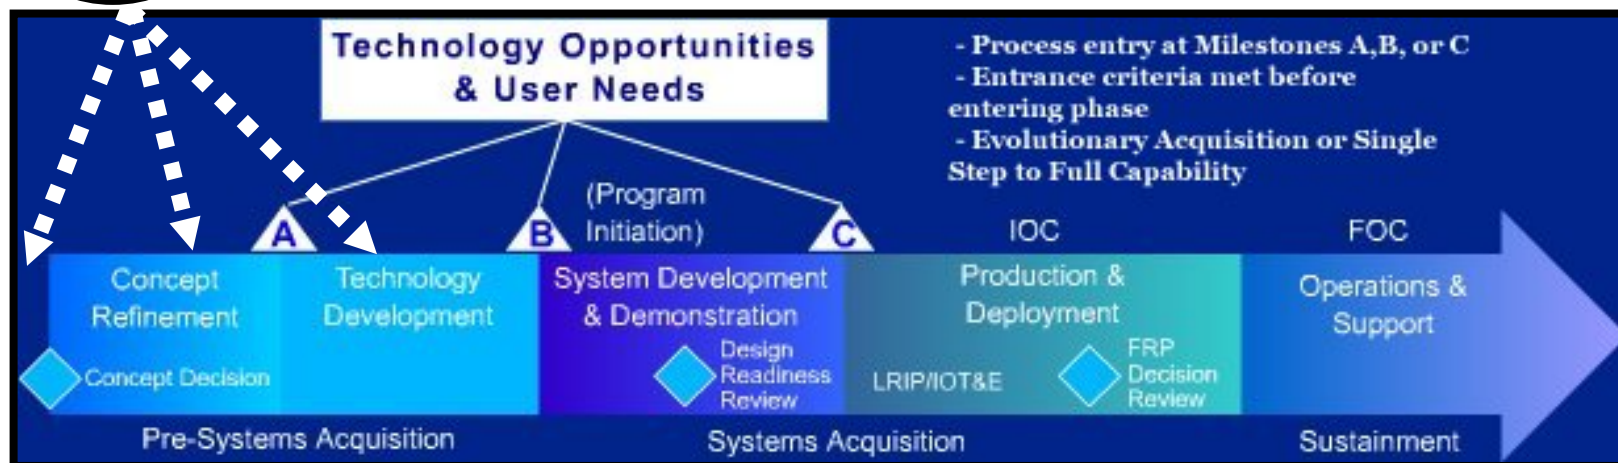 Technology Opportunities
& User Needs
- Process entry at Milestones A,B, or C
- Entrance criteria met before
entering phase
- Evolutionary Acquisition or Single
Step to Full Capability
(Program
Initiation)
A
B
C
IOC
FOC
Concept
Refinement
Technology
Development
System Development
& Demonstration
Production &
Deployment
Operations &
Support
Concept Decision
Design
Readiness
Review
LRIP/IOT&E
FRP
Decision
Review
Pre-Systems Acquisition
Systems Acquisition
Sustainment